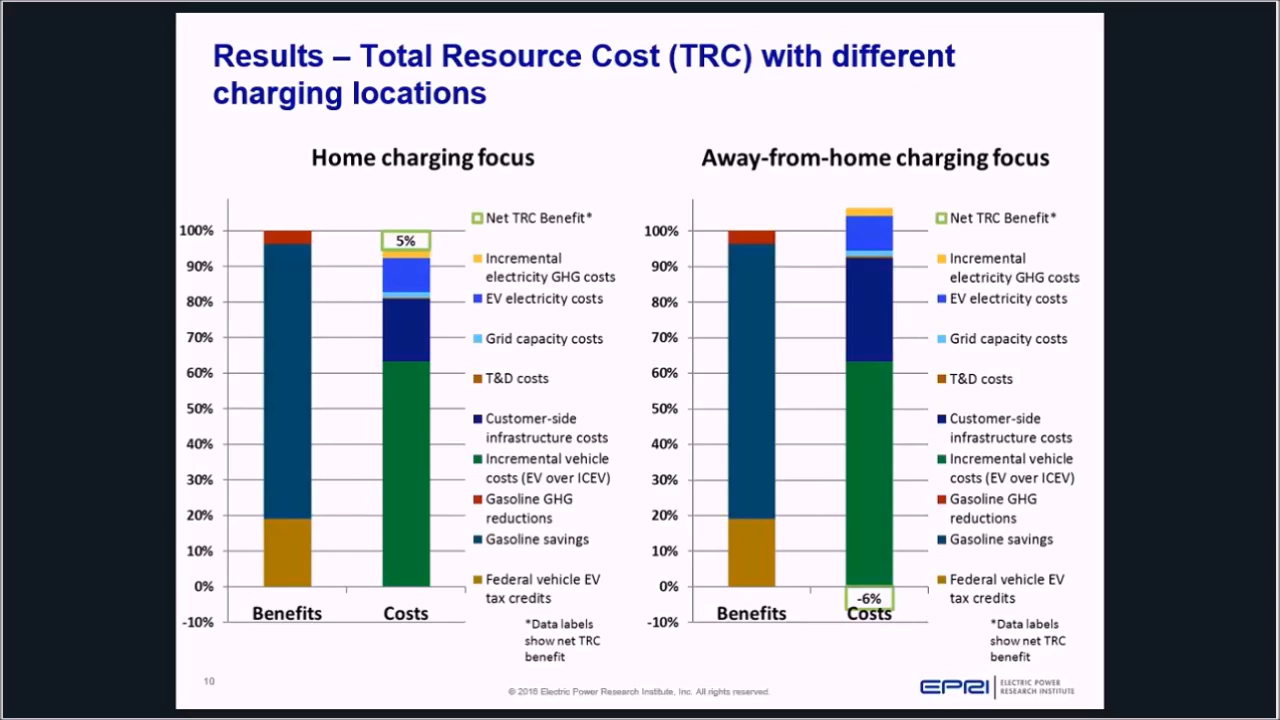 Results – Total Resource Cost (TRC) with different
charging locations
Home charging focus
100%
90%
80%
70%
60%
50%
40%
30%
20%
10%
0%
-10%
5%
Benefits
Costs
Net TRC Benefit*
Incremental
electricity GHG costs
EV electricity costs
Grid capacity costs
T&D costs
Customer-side
infrastructure costs
Incremental vehicle
costs (EV over ICEV)
Gasoline GHG
reductions
Gasoline savings
Federal vehicle EV
tax credits
*Data labels
show net TRC
benefit
Away-from-home charging focus
100%
90%
80%
70%
60%
50%
40%
30%
20%
10%
0%
-10%
-6%
Benefits
Costs
Net TRC Benefit*
Incremental
electricity GHG costs
EV electricity costs
Grid capacity costs
T&D costs
Customer-side
infrastructure costs
Incremental vehicle
costs (EV over ICEV)
Gasoline GHG
reductions
Gasoline savings
Federal vehicle EV
tax credits
*Data labels
show net TRC
benefit
10
© 2016 Electric Power Research Institute, Inc. All rights reserved.
EPRI
ELECTRIC POWER
RESEARCH INSTITUTE